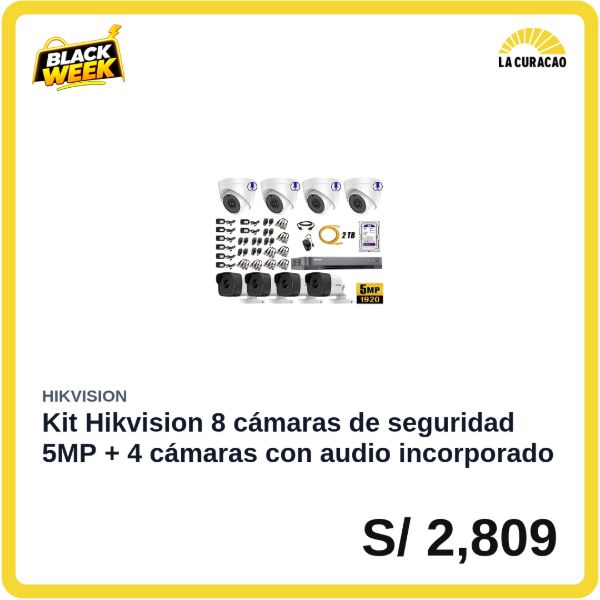 BLACK
WEEK
LA CURACAO
2 TB
5MP
1920
HIKVISION
Kit Hikvision 8 cámaras de seguridad
5MP + 4 cámaras con audio incorporado
S/ 2,809